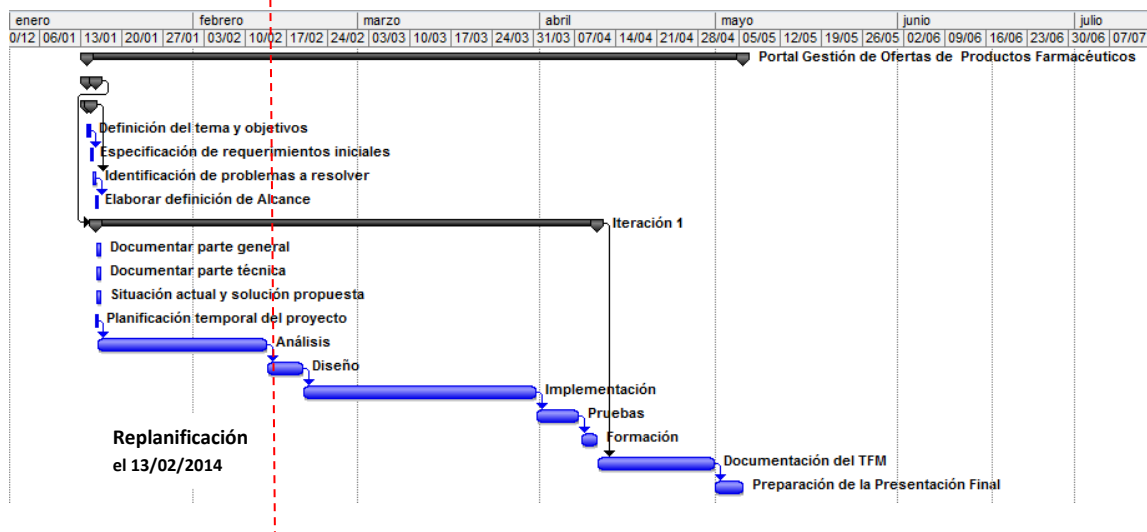 enero febrero marzo abril mayo junio julio
0/12 06/01 13/01 20/01 27/01 03/02 10/02 17/02 24/02 03/03 10/03 17/03 24/03 31/03 07/04 14/04 21/04 28/04 05/05 12/05 19/05 26/05 02/06 09/06 16/06 23/06 30/06 07/07
Portal Gestión de Ofertas de Productos Farmacéuticos
Definición del tema y objetivos
Especificación de requerimientos iniciales
Identificación de problemas a resolver
Elaborar definición de Alcance
Iteración 1
Documentar parte general
Documentar parte técnica
Situación actual y solución propuesta
Planificación temporal del proyecto
Análisis
Diseño
Implementación
Pruebas
Formación
Replanificación
el 13/02/2014
Documentación del TFM
Preparación de la Presentación Final